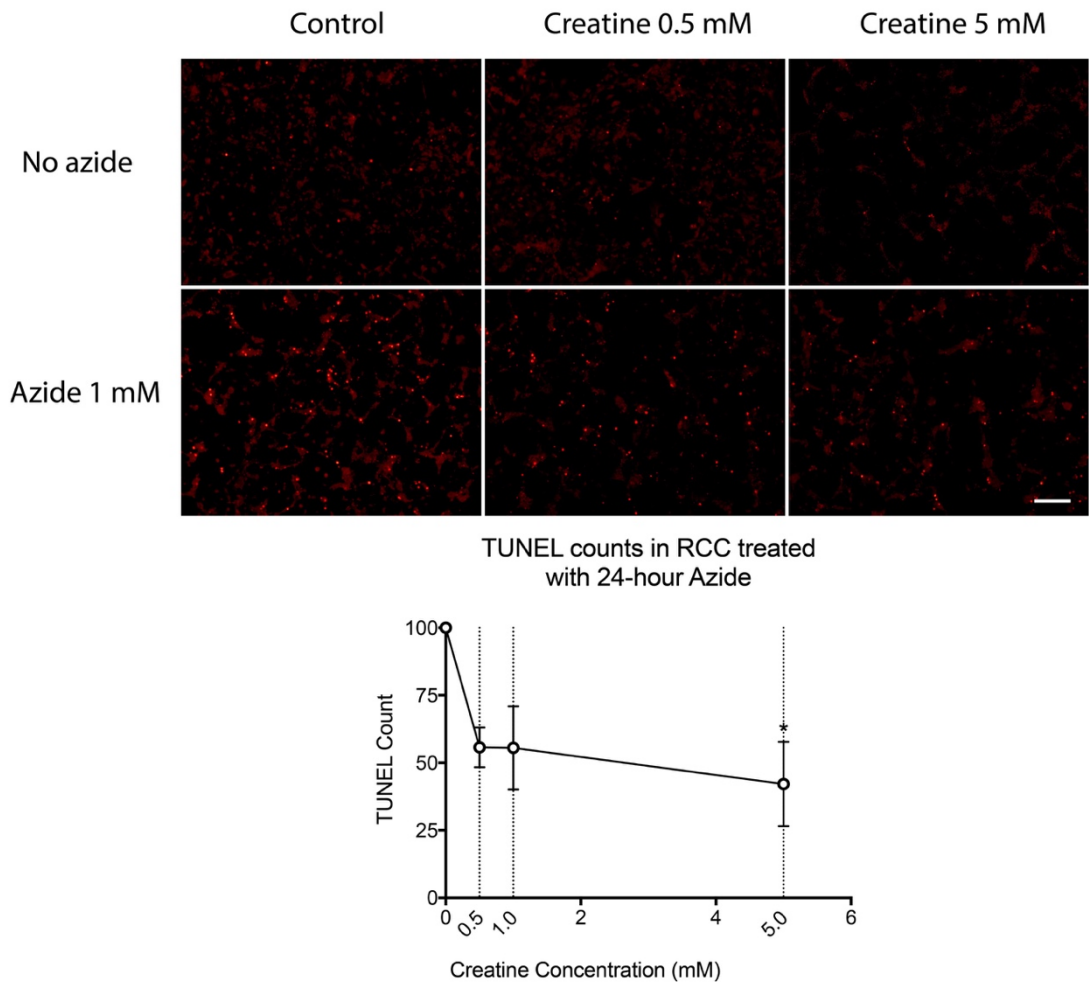 Control Creatine 0.5 mM Creatine 5 mM
No azide
Azide 1 mM
TUNEL counts in RCC treated
with 24-hour Azide
100
75
50
25
0
TUNEL Count
*
0 0.5 1.0 2 4 5.0 6
Creatine Concentration (mM)